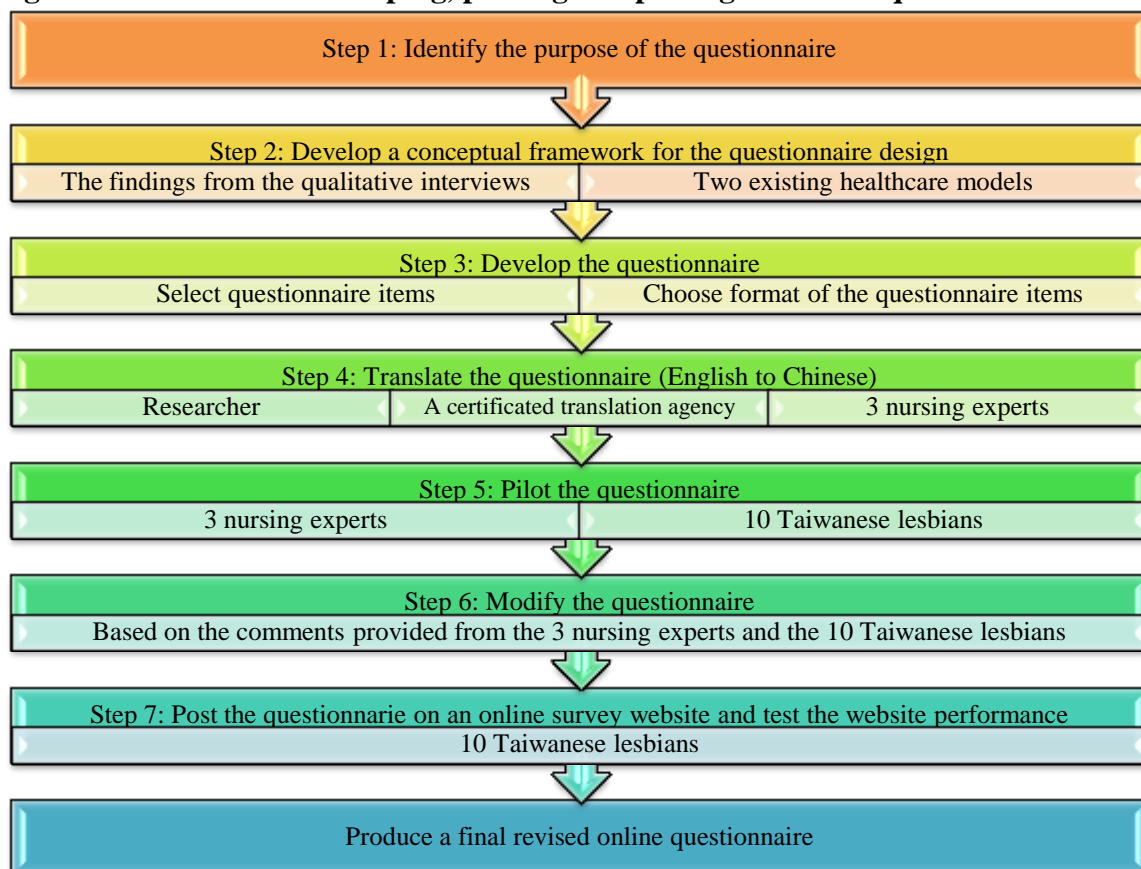 Step 1: Identify the purpose of the questionnaire
Step 2: Develop a conceptual framework for the questionnaire design
The findings from the qualitative interviews
Two existing healthcare models
Step 3: Develop the questionnaire
Select questionnaire items
Choose format of the questionnaire items
Step 4: Translate the questionnaire (English to Chinese)
Researcher
A certificated translation agency
3 nursing experts
Step 5: Pilot the questionnaire
3 nursing experts
10 Taiwanese lesbians
Step 6: Modify the questionnaire
Based on the comments provided from the 3 nursing experts and the 10 Taiwanese lesbians
Step 7: Post the questionnarie on an online survey website and test the website performance
10 Taiwanese lesbians
Produce a final revised online questionnaire